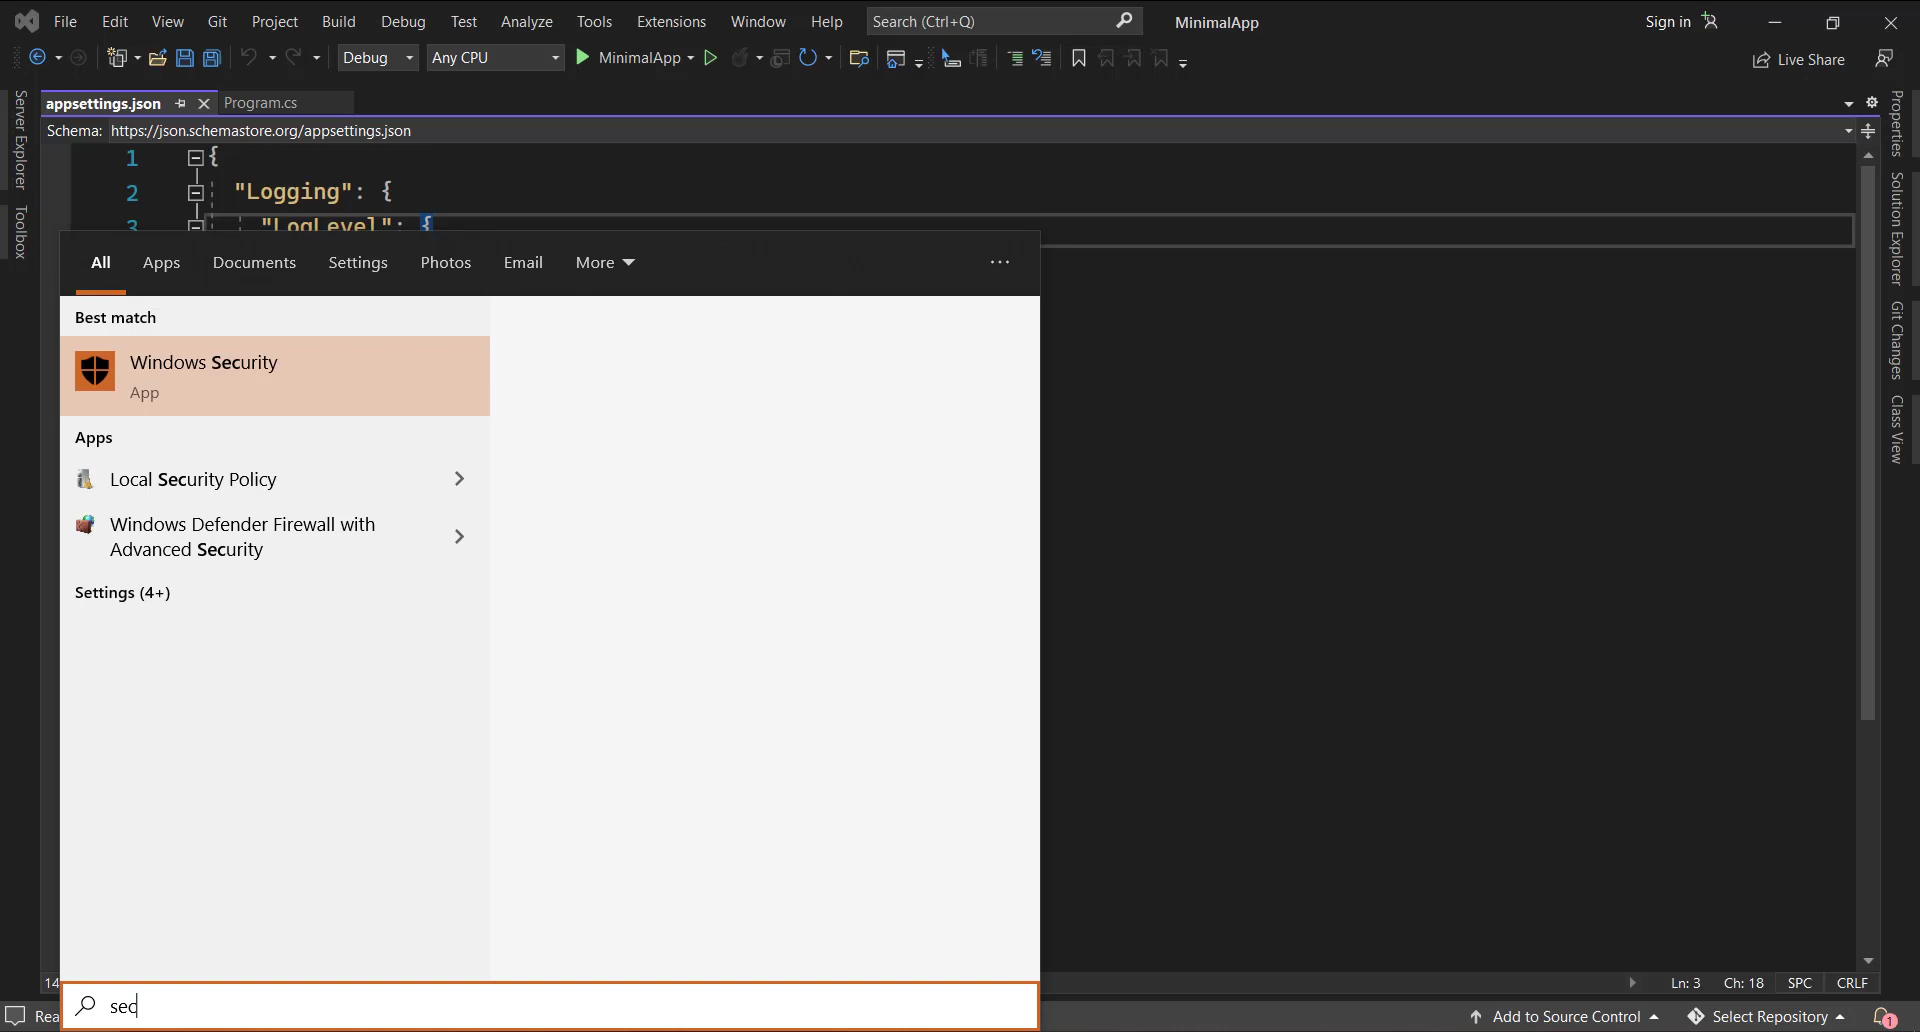 File Edit View Git Project Build Debug Test Analyze Tools Extensions Window Help Search (Ctrl+Q) MinimalApp Sign in
Debug Any CPU MinimalApp Live Share
appsettings.json Program.cs
Schema: https://json.schemastore.org/appsettings.json
1 {
2 "Logging": {
3 "LogLevel": {
Server Explorer
Toolbox
Properties
Solution Explorer
Git Changes
Class View
All Apps Documents Settings Photos Email More
Best match
Windows Security
App
Apps
Local Security Policy
Windows Defender Firewall with
Advanced Security
Settings (4+)
sec
14
Ln: 3 Ch: 18 SPC CRLF
Rea
Add to Source Control Select Repository 1